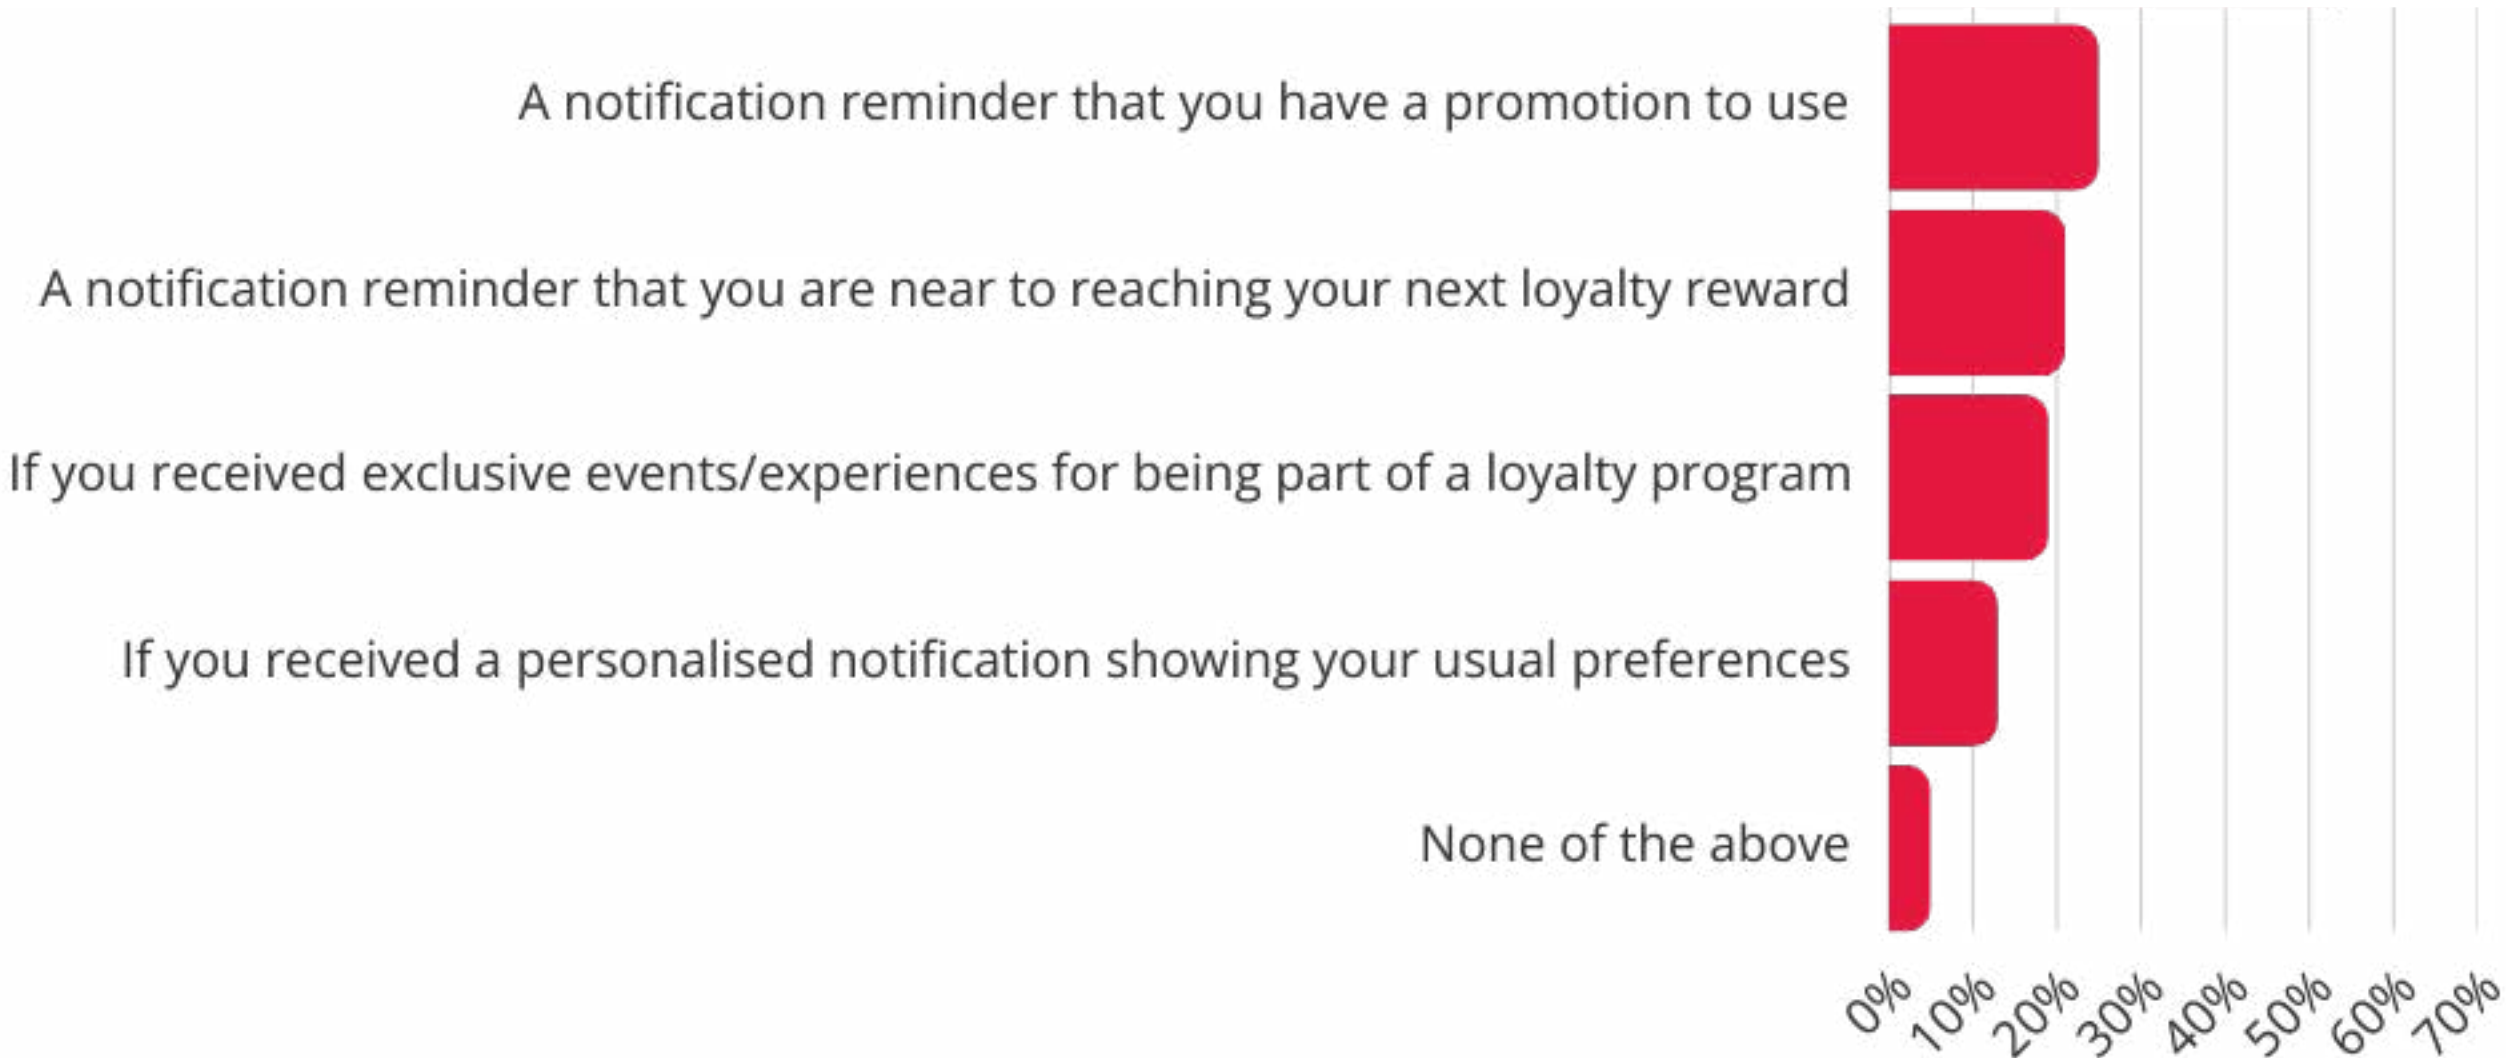 A notification reminder that you have a promotion to use
A notification reminder that you are near to reaching your next loyalty reward
If you received exclusive events/experiences for being part of a loyalty program
If you received a personalised notification showing your usual preferences
None of the above
0%
10%
20%
30%
40%
50%
60%
70%